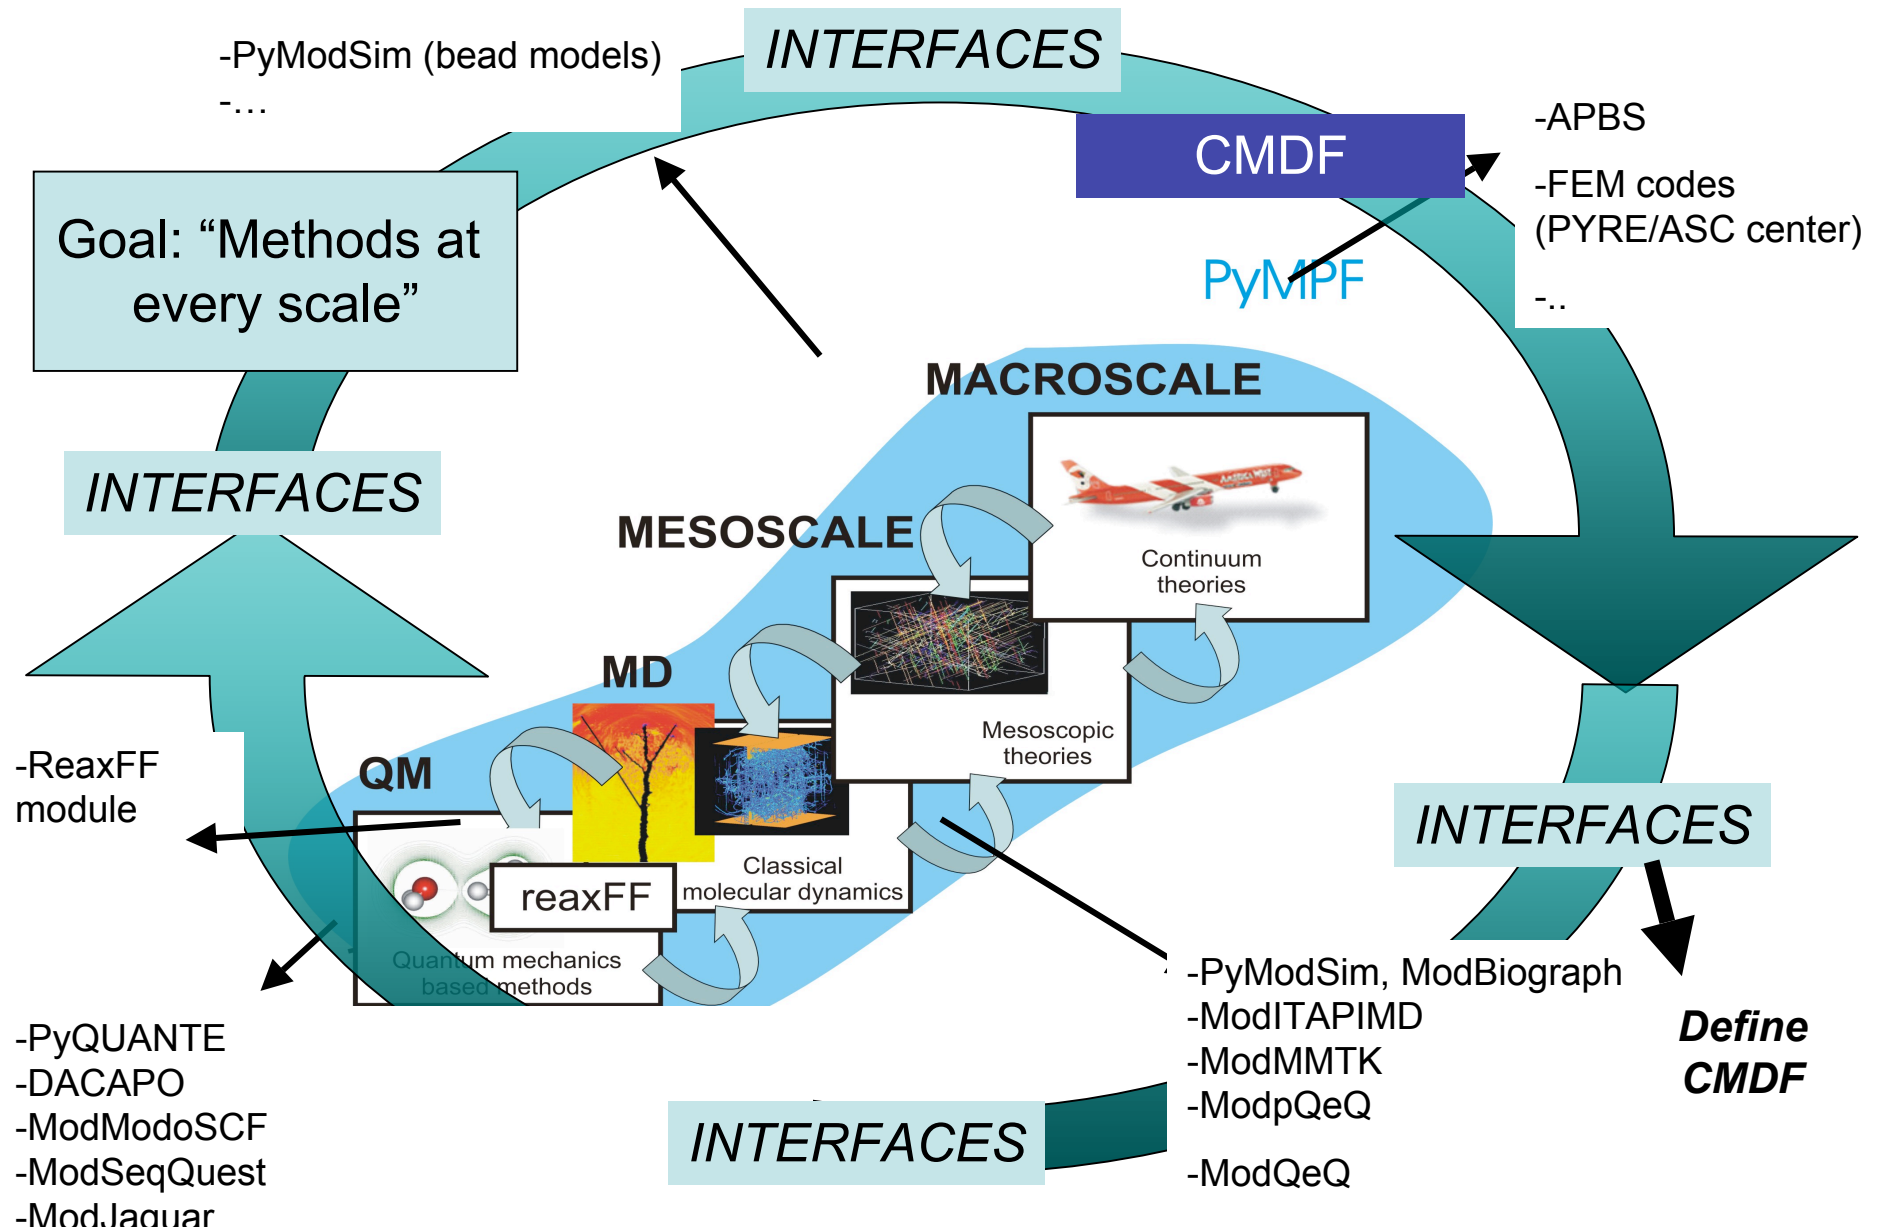 INTERFACES
-PyModSim (bead models)
-...
CMDF
-APBS
-FEM codes
(PYRE/ASC center)
-..
Goal: “Methods at
every scale”
PyMPF
MACROSCALE
INTERFACES
MESOSCALE
Continuum
theories
MD
Mesoscopic
theories
-ReaxFF
module
QM
INTERFACES
Classical
molecular dynamics
reaxFF
Quantum mechanics
based methods
-PyModSim, ModBiograph
-ModITAPIMD
-ModMMTK
-ModpQeQ
-ModQeQ
Define
CMDF
-PyQUANTE
-DACAPO
-ModModoSCF
-ModSeqQuest
-ModJaguar
INTERFACES